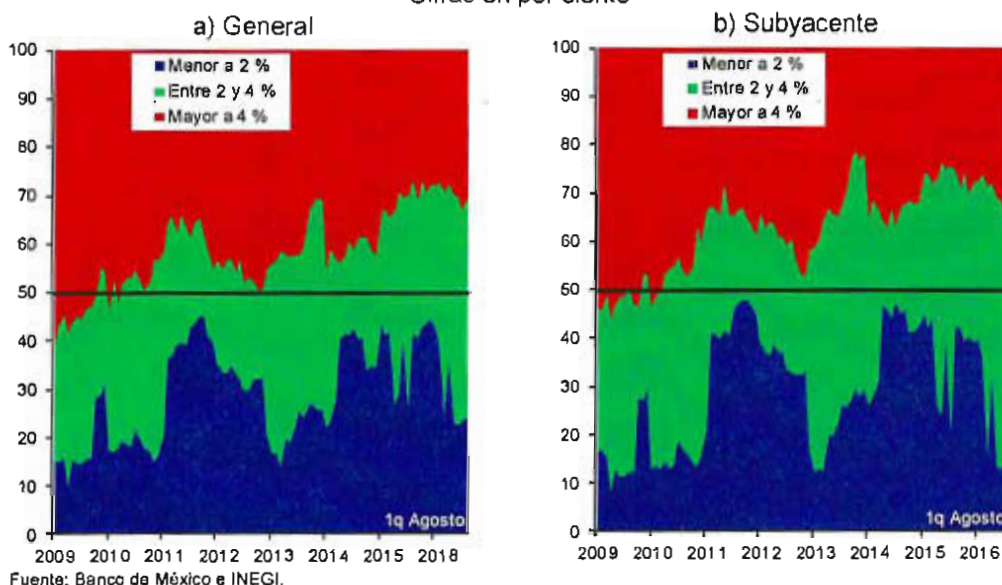 Cifras en por ciento
a) General
b) Subyacente
100
90
80
70
60
50
40
30
20
10
0
Menor a 2 %
Entre 2 y 4 %
Mayor a 4 %
1q Agosto
2009 2010 2011 2012 2013 2014 2015 2016
100
90
80
70
60
50
40
30
20
10
0
Menor a 2 %
Entre 2 y 4 %
Mayor a 4 %
1q Agosto
2009 2010 2011 2012 2013 2014 2015 2016
Fuente: Banco de México e INEGI.